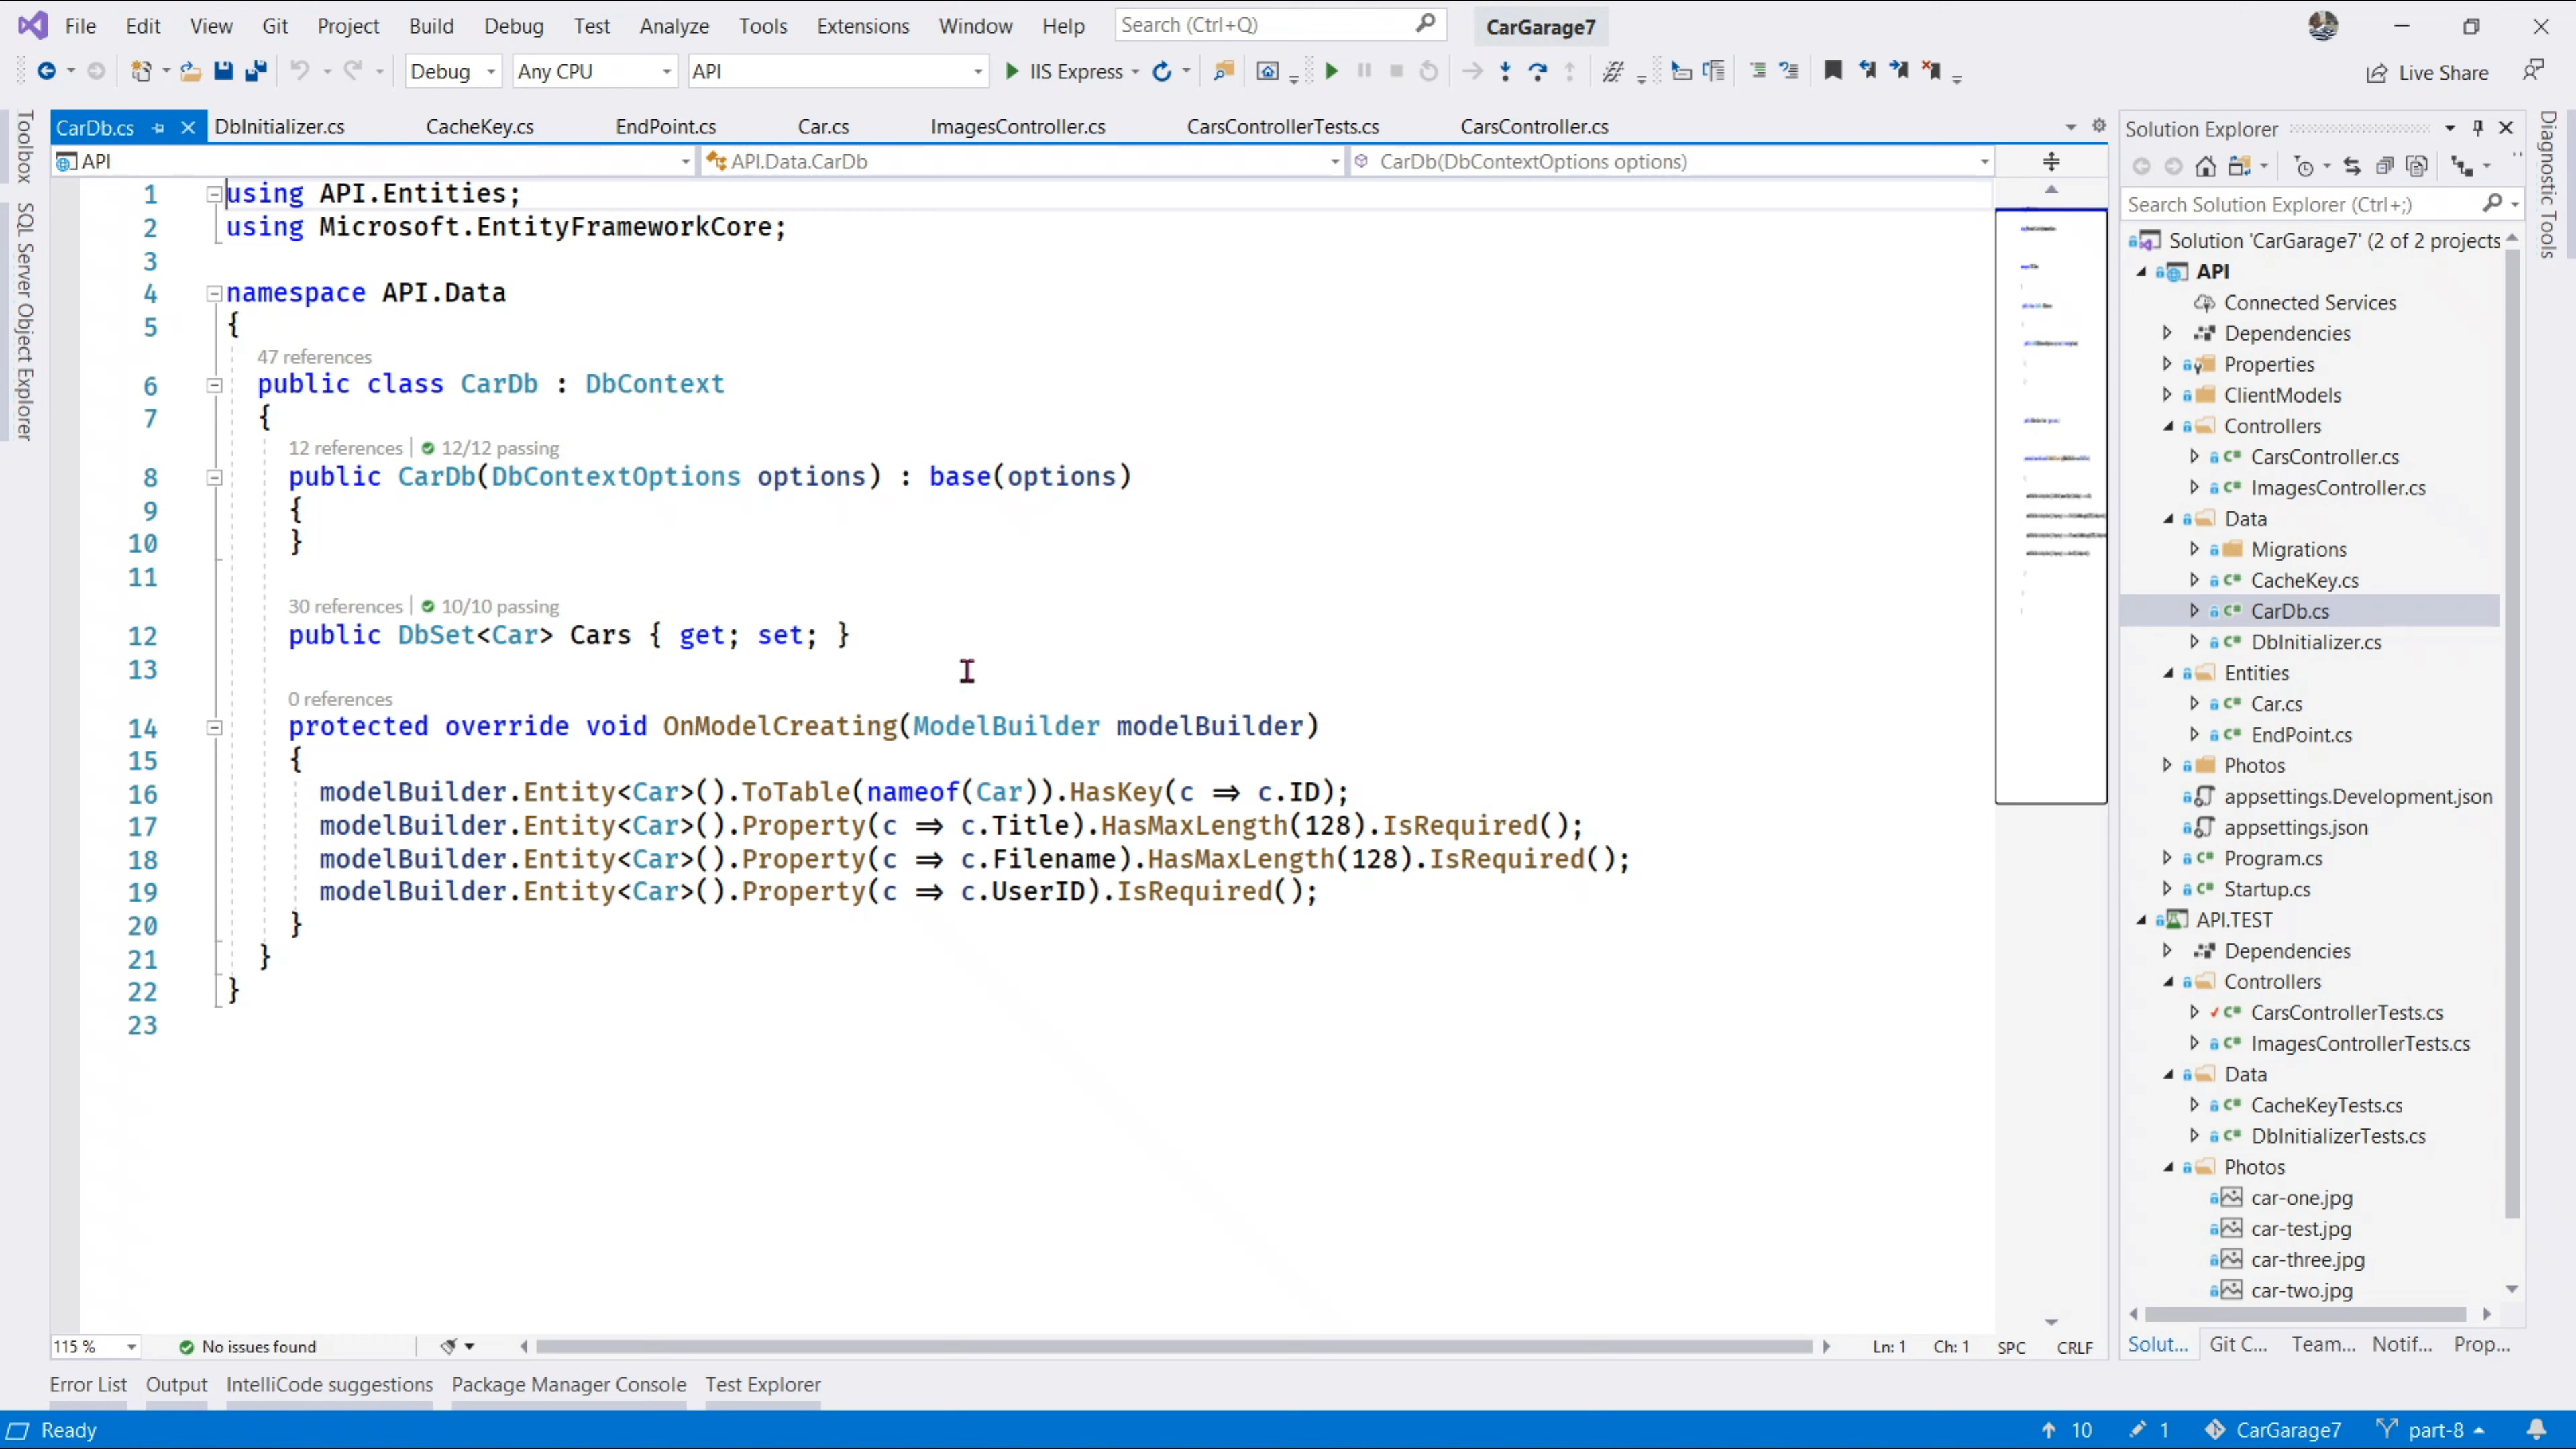 File Edit View Git Project Build Debug Test Analyze Tools Extensions Window Help Search (Ctrl+Q) CarGarage7
Debug Any CPU API IIS Express Live Share
CarDb.cs DbInitializer.cs CacheKey.cs EndPoint.cs Car.cs ImagesController.cs CarsControllerTests.cs CarsController.cs
API API.Data.CarDb CarDb(DbContextOptions options)
Toolbox
SQL Server Object Explorer
1 using API.Entities;
2 using Microsoft.EntityFrameworkCore;
3
4 namespace API.Data
5 {
47 references
6 public class CarDb : DbContext
7 {
12 references | 12/12 passing
8 public CarDb(DbContextOptions options) : base(options)
9 {
10 }
11
30 references | 10/10 passing
12 public DbSet<Car> Cars { get; set; }
13
0 references
14 protected override void OnModelCreating(ModelBuilder modelBuilder)
15 {
16 modelBuilder.Entity<Car>().ToTable(nameof(Car)).HasKey(c => c.ID);
17 modelBuilder.Entity<Car>().Property(c => c.Title).HasMaxLength(128).IsRequired();
18 modelBuilder.Entity<Car>().Property(c => c.Filename).HasMaxLength(128).IsRequired();
19 modelBuilder.Entity<Car>().Property(c => c.UserID).IsRequired();
20 }
21 }
22 }
23
115 % No issues found Ln: 1 Ch: 1 SPC CRLF
Solution Explorer
Search Solution Explorer (Ctrl+;)
Solution 'CarGarage7' (2 of 2 projects
API
Connected Services
Dependencies
Properties
ClientModels
Controllers
CarsController.cs
ImagesController.cs
Data
Migrations
CacheKey.cs
CarDb.cs
DbInitializer.cs
Entities
Car.cs
EndPoint.cs
Photos
appsettings.Development.json
appsettings.json
Program.cs
Startup.cs
API.TEST
Dependencies
Controllers
CarsControllerTests.cs
ImagesControllerTests.cs
Data
CacheKeyTests.cs
DbInitializerTests.cs
Photos
car-one.jpg
car-test.jpg
car-three.jpg
car-two.jpg
Solut... Git C... Team... Notif... Prop...
Diagnostic Tools
Error List Output IntelliCode suggestions Package Manager Console Test Explorer
Ready 10 1 CarGarage7 part-8